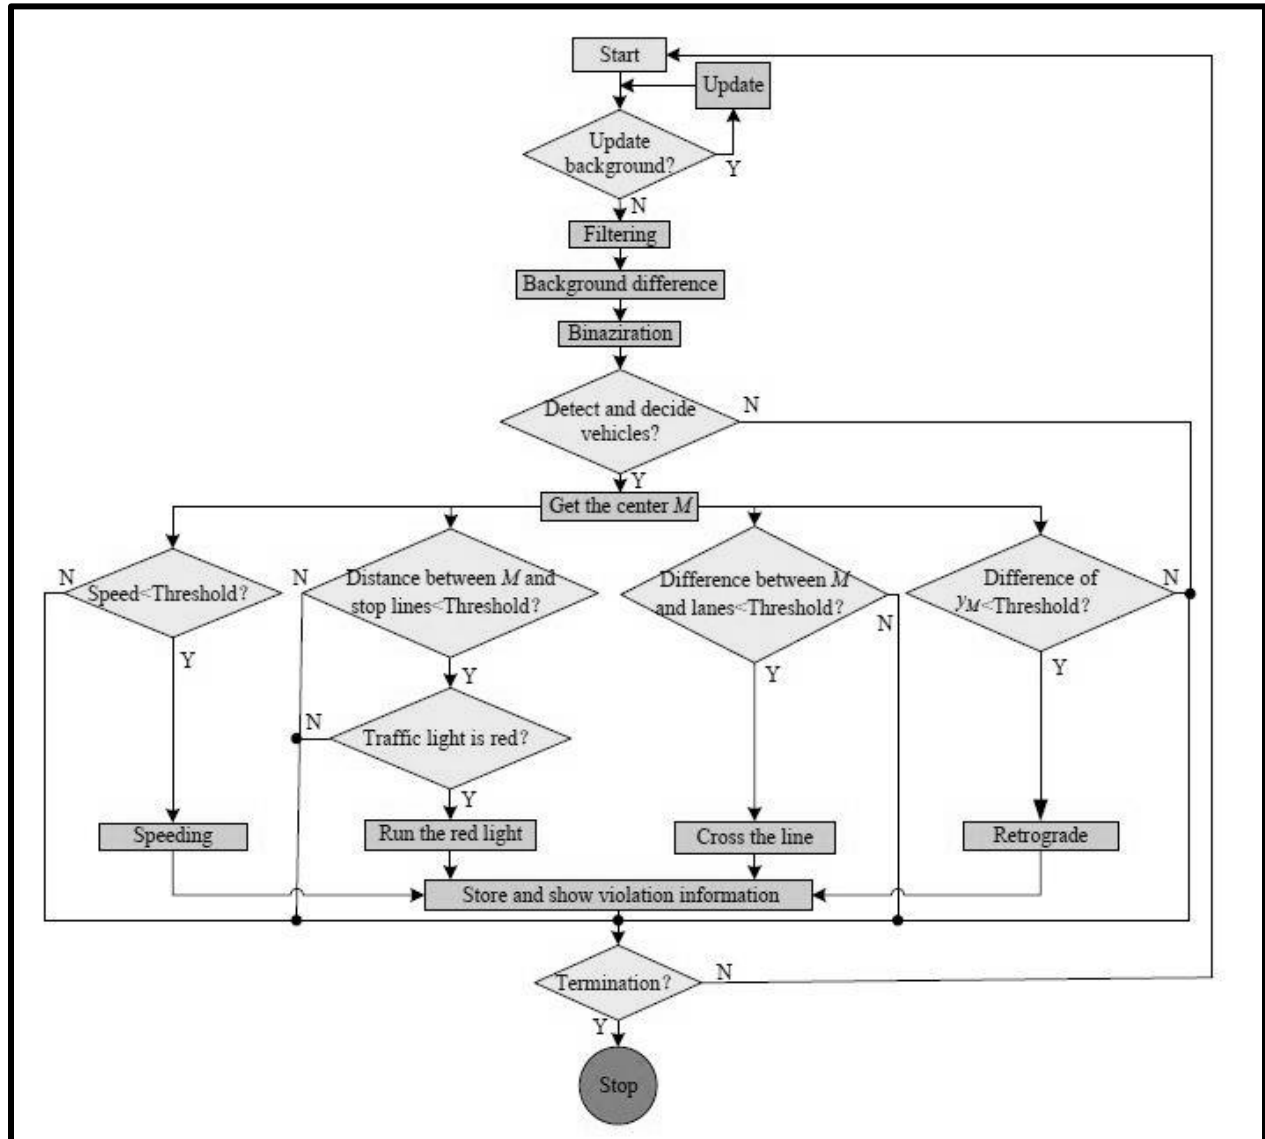 Start
Update
Update
background?
Y
N
Filtering
Background difference
Binaziration
Detect and decide
vehicles?
N
Y
Get the center M
N
Speed<Threshold?
Y
N
Distance between M and
stop lines<Threshold?
Y
Difference between M
and lanes<Threshold?
N
Y
Difference of
yM<Threshold?
N
Y
N
Traffic light is red?
Y
Speeding
Run the red light
Cross the line
Retrograde
Store and show violation information
Termination?
N
Y
Stop